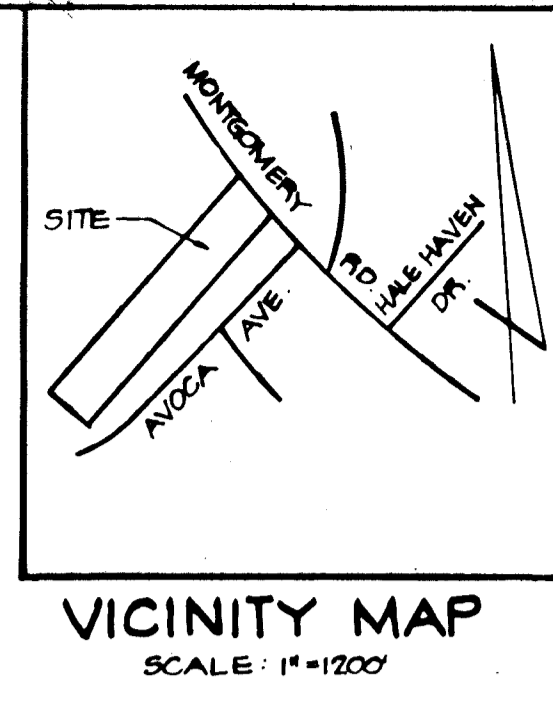 MONTGOMERY
RD.
SITE
HALE HAVEN
DR.
AVOCA
AVE.
VICINITY MAP
SCALE: 1"=1200'